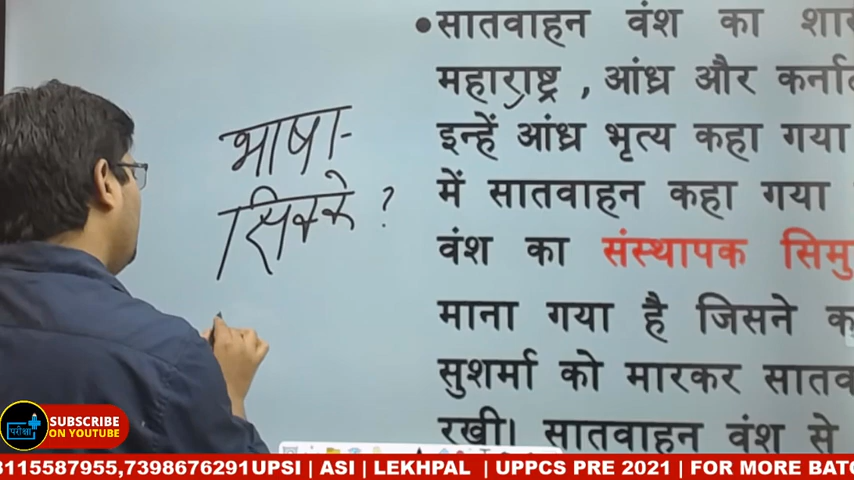 भाषा-
सिक्के ?
•सातवाहन वंश का
महाराष्ट्र , आंध्र और
इन्हें आंध्र भृत्य कहा गया
में सातवाहन कहा गया
वंश का संस्थापक
माना गया है जिसने
सुशर्मा को मारकर
रखी। सातवाहन वंश से
परीक्षा
SUBSCRIBE
ON YOUTUBE
8115587955,7398676291UPSI | ASI | LEKHPAL | UPPCS PRE 2021 | FOR MORE